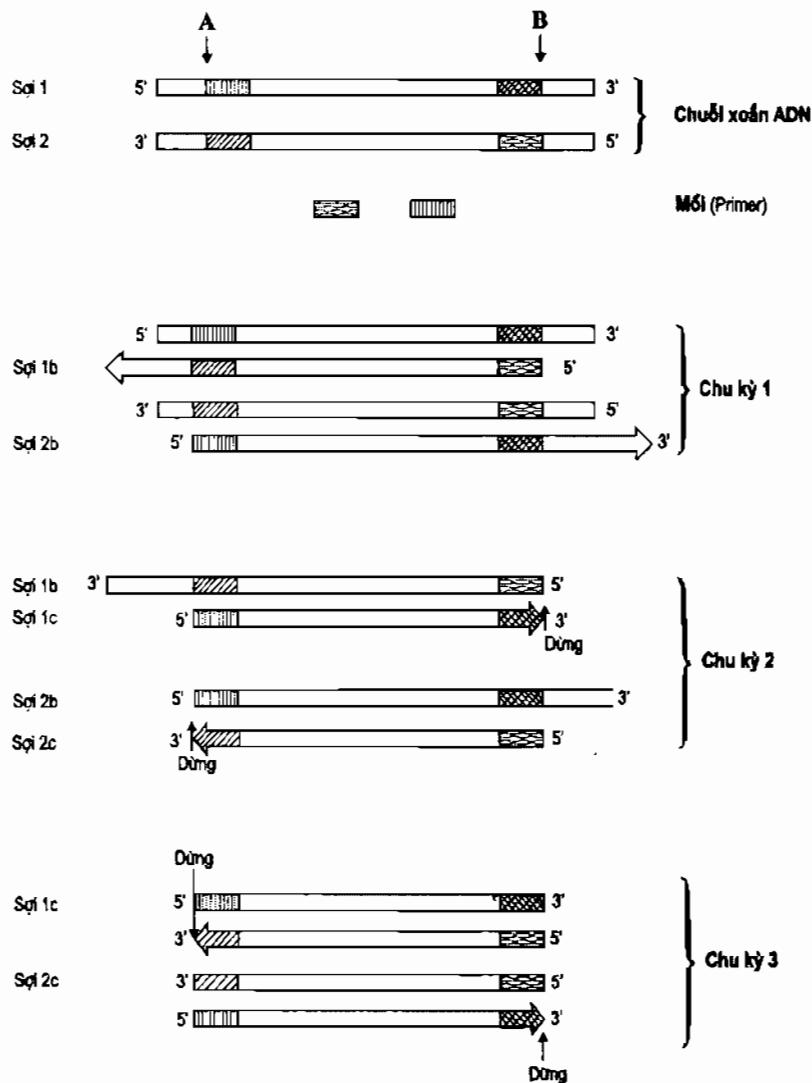 A B
Sợi 1 5' 3'
Chuỗi xoắn ADN
Sợi 2 3' 5'
Mồi (Primer)
5' 3'
Sợi 1b 5'
Chu kỳ 1
3' 5'
Sợi 2b 5' 3'
Sợi 1b 3' 5'
Sợi 1c 5' 3'
Dừng
Chu kỳ 2
Sợi 2b 5' 3'
Sợi 2c 3' 5'
Dừng
Dừng
Sợi 1c 5' 3'
3' 5'
Chu kỳ 3
Sợi 2c 3' 5'
5' 3'
Dừng